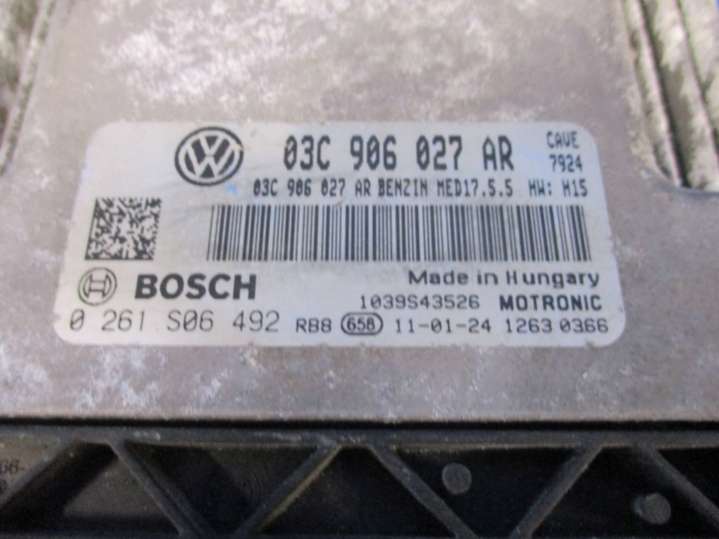 03C 906 027 AR CAVE
7924
03C 906 027 AR BENZIN MED17.5.5 HW: H15
BOSCH Made in Hungary
1039S43526 MOTRONIC
0 261 S06 492 RB8 658 11-01-24 1263 0366